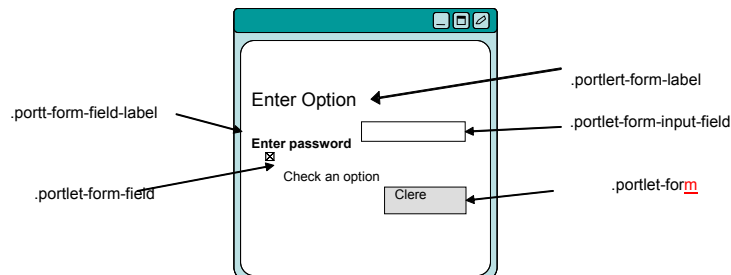 .portlert-form-label
Enter Option
.portt-form-field-label
.portlet-form-input-field
Enter password
Check an option
.portlet-form-field
Clere
.portlet-form